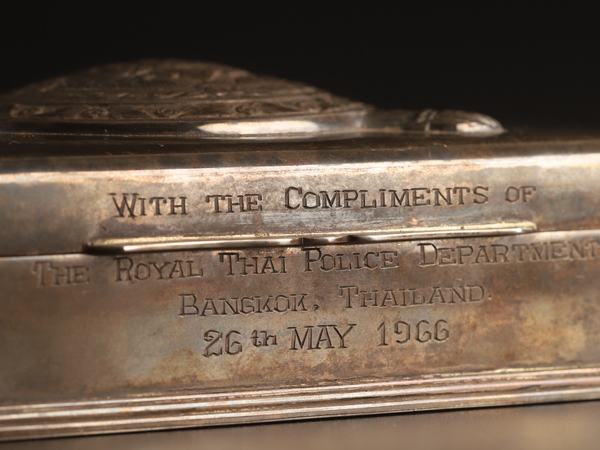 WITH THE COMPLIMENTS OF
THE ROYAL THAI POLICE DEPARTMENT
BANGKOK, THAILAND.
26th MAY 1966